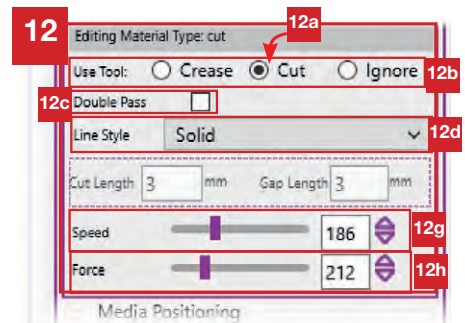 12 Editing Material Type: cut 12a
Use Tool: Crease Cut Ignore 12b
12c Double Pass
Line Style Solid 12d
Cut Length 3 mm Gap Length 3 mm
Speed 186 12g
Force 212 12h
Media Positioning